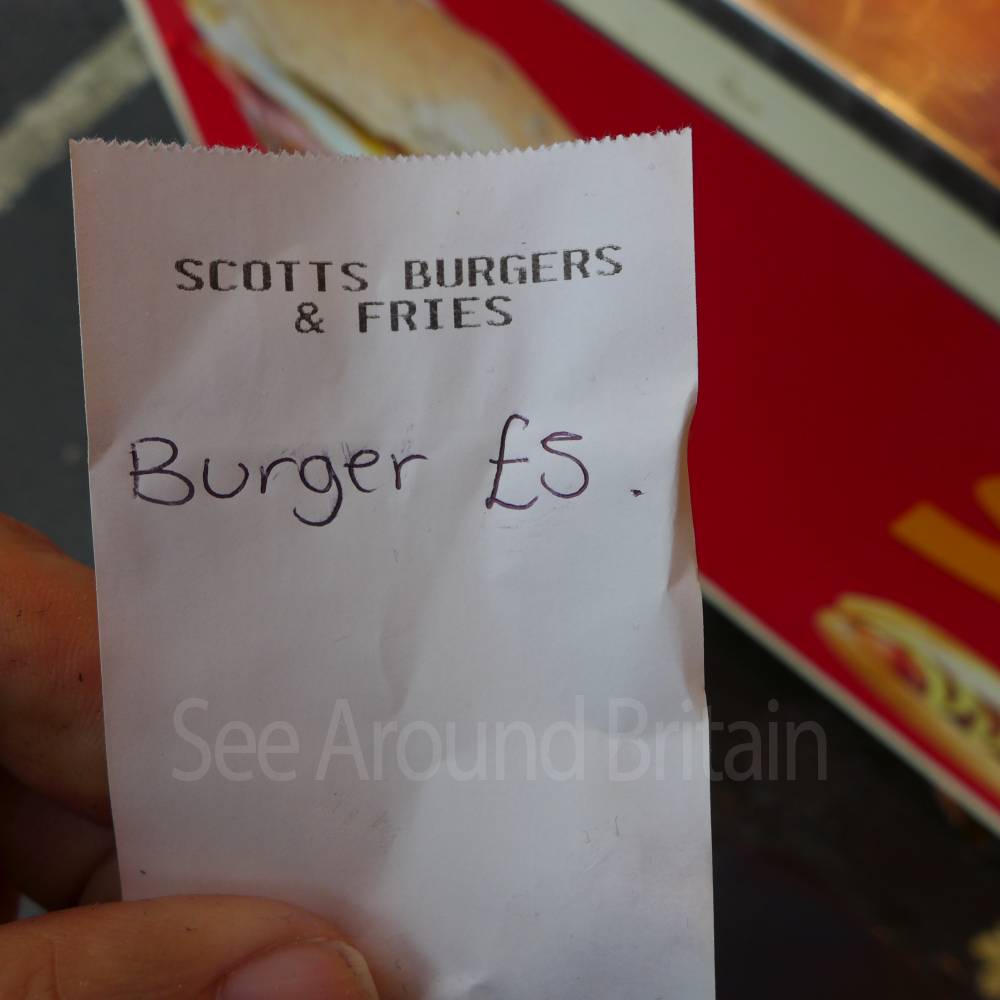 SCOTTS BURGERS
& FRIES
Burger £5.
See Around Britain